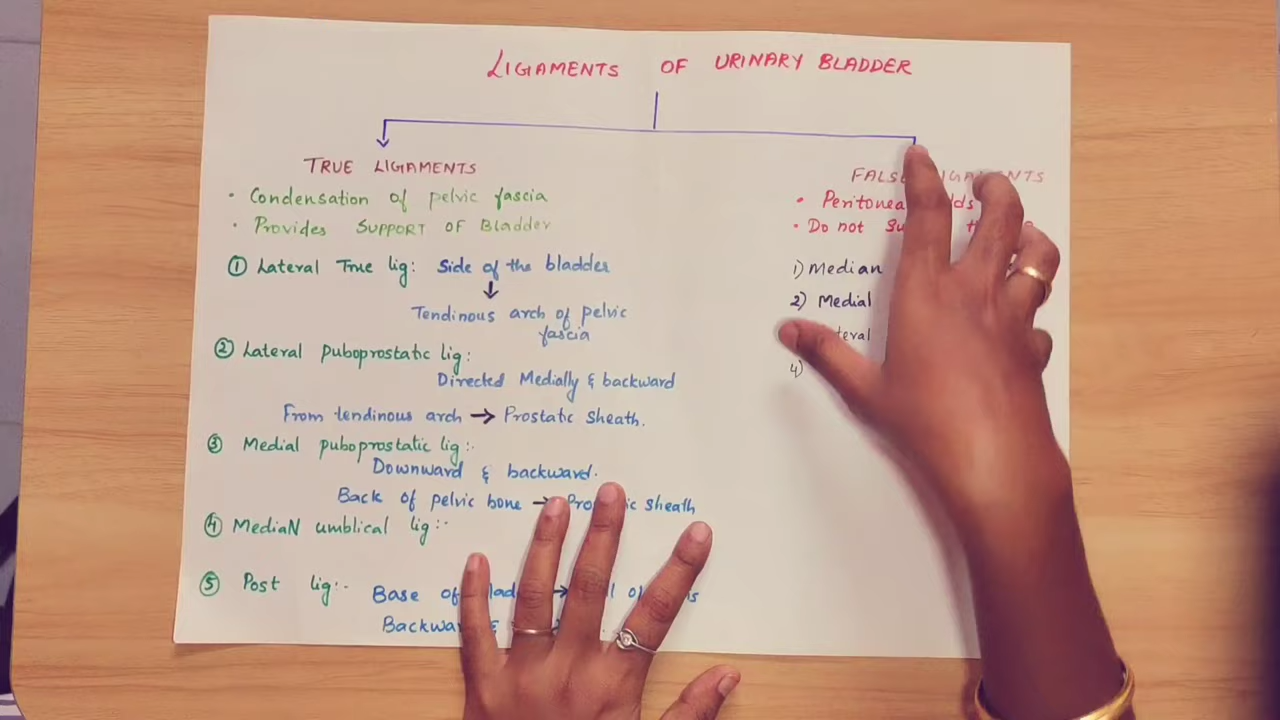 LIGAMENTS OF URINARY BLADDER
TRUE LIGAMENTS
• Condensation of pelvic fascia
• Provides SUPPORT OF Bladder
① Lateral True lig: Side of the bladder
↓
Tendinous arch of pelvic
fascia
② Lateral puboprostatic lig:
Directed Medially & backward
From tendinous arch → Prostatic Sheath.
③ Medial puboprostatic lig:-
Downward & backward.
Back of pelvic bone → sheath
④ MediaN umblical lig:-
⑤ Post lig:- Base of →
• Do not
1) Median
2) Medial
4)